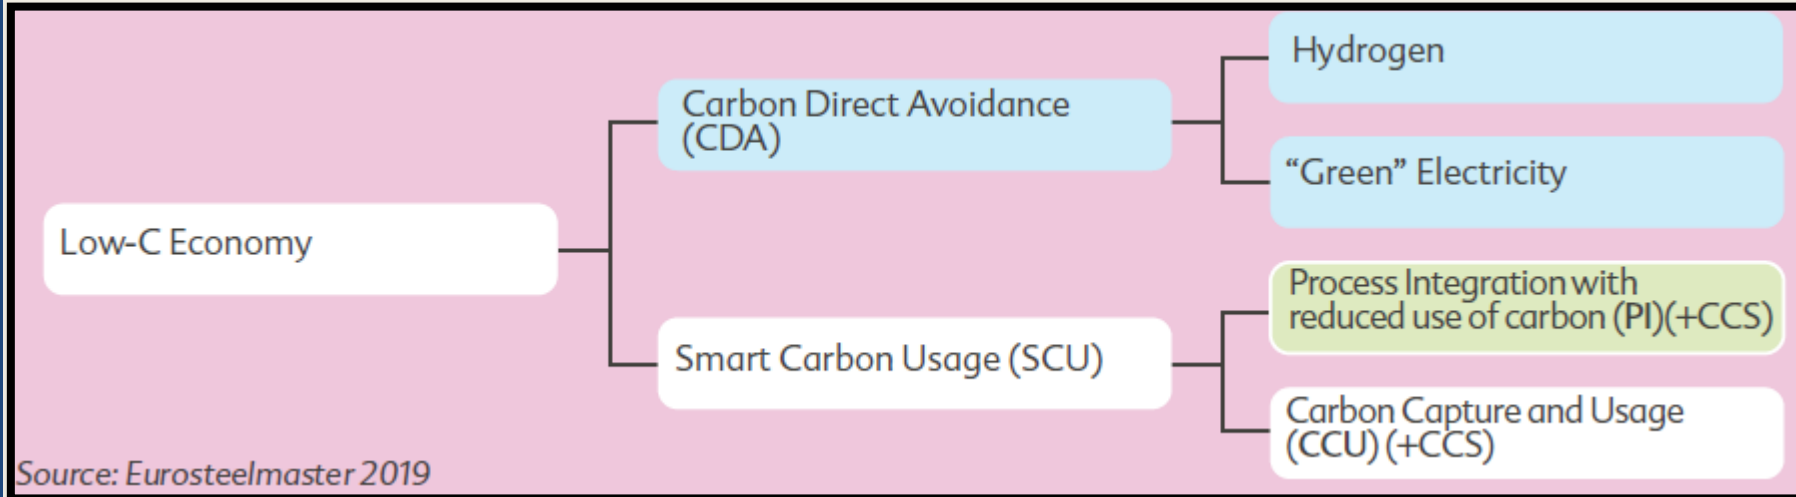 Hydrogen
Carbon Direct Avoidance
(CDA)
“Green” Electricity
Low-C Economy
Process Integration with
reduced use of carbon (PI)(+CCS)
Smart Carbon Usage (SCU)
Carbon Capture and Usage
(CCU) (+CCS)
Source: Eurosteelmaster 2019